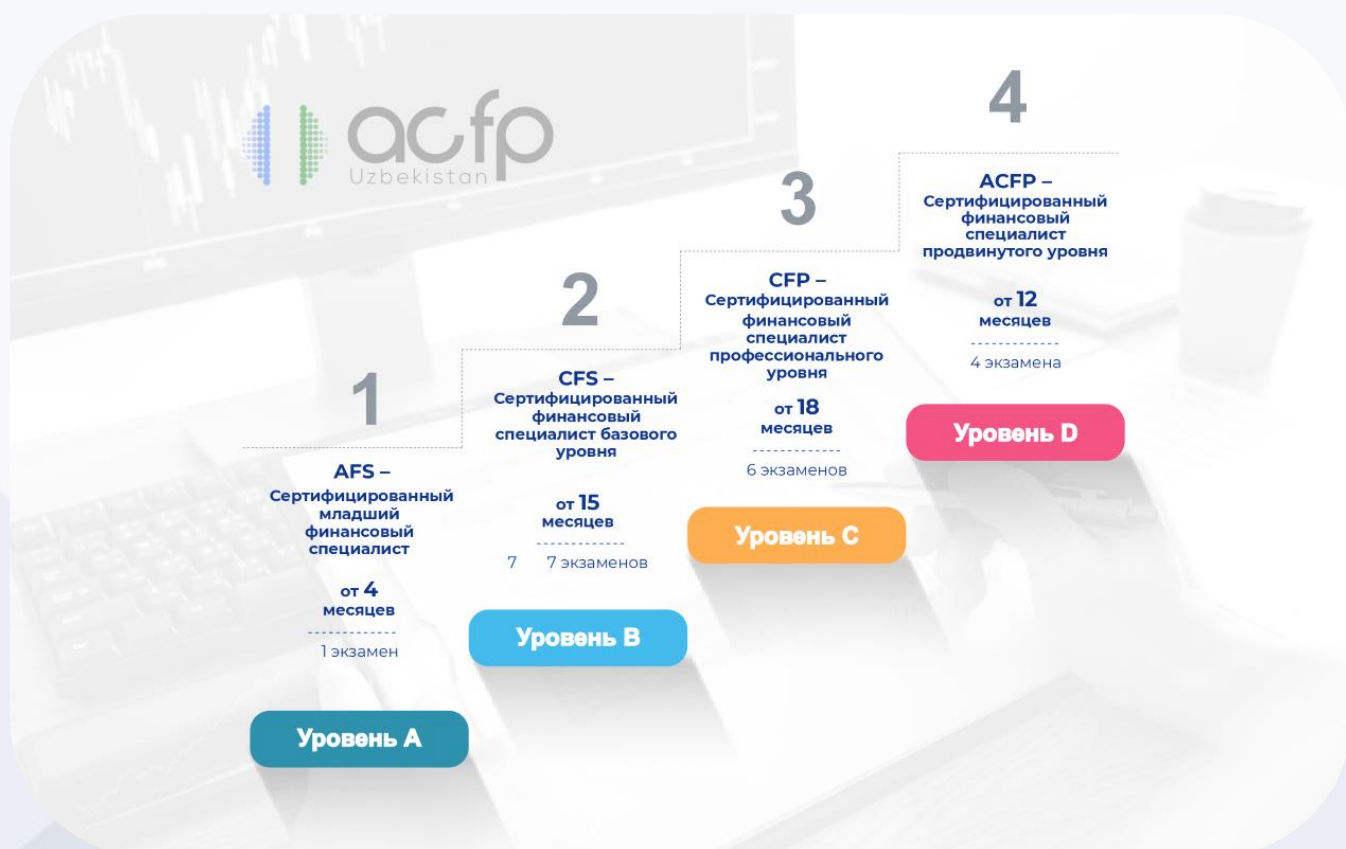 acfp
Uzbekistan
1
AFS –
Сертифицированный
младший
финансовый
специалист
от 4
месяцев
1 экзамен
Уровень A
2
CFS –
Сертифицированный
финансовый
специалист базового
уровня
от 15
месяцев
7 7 экзаменов
Уровень B
3
CFP –
Сертифицированный
финансовый
специалист
профессионального
уровня
от 18
месяцев
6 экзаменов
Уровень C
4
ACFP –
Сертифицированный
финансовый
специалист
продвинутого уровня
от 12
месяцев
4 экзамена
Уровень D